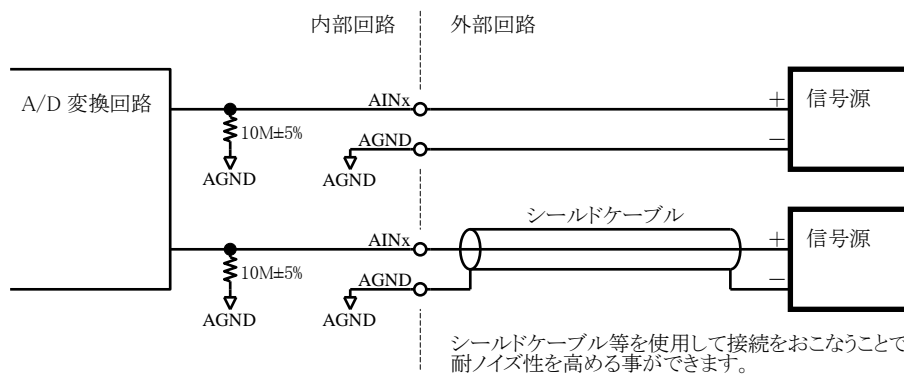 内部回路
外部回路
A/D 変換回路
AINx
+
信号源
10M±5%
AGND
−
AGND
AGND
シールドケーブル
AINx
+
信号源
10M±5%
AGND
−
AGND
AGND
シールドケーブル等を使用して接続をおこなうことで
耐ノイズ性を高める事ができます。